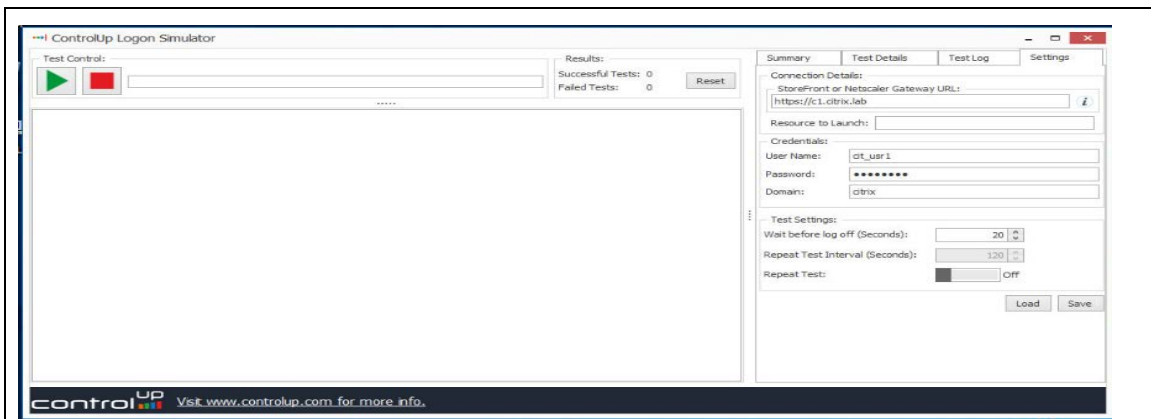 ControlUp Logon Simulator
Test Control:
Results:
Successful Tests: 0
Failed Tests: 0
Reset
Summary
Test Details
Test Log
Settings
Connection Details:
StoreFront or Netscaler Gateway URL:
https://c1.citrix.lab
i
Resource to Launch:
Credentials:
User Name: cit_usr1
Password: ●●●●●●●●
Domain: citrix
Test Settings:
Wait before log off (Seconds): 20
Repeat Test Interval (Seconds): 120
Repeat Test: Off
Load
Save
controlUP Visit www.controlup.com for more info.